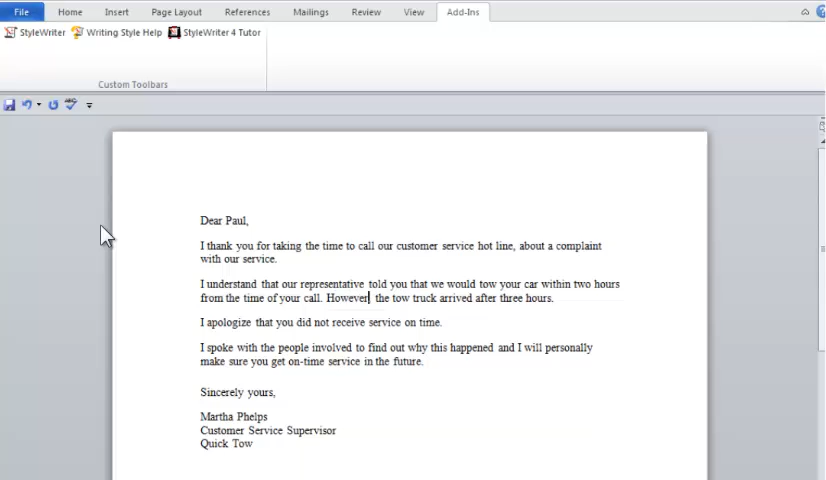 File Home Insert Page Layout References Mailings Review View Add-Ins
StyleWriter Writing Style Help StyleWriter 4 Tutor
Custom Toolbars
ABC
Dear Paul,
I thank you for taking the time to call our customer service hot line, about a complaint
with our service.
I understand that our representative told you that we would tow your car within two hours
from the time of your call. However the tow truck arrived after three hours.
I apologize that you did not receive service on time.
I spoke with the people involved to find out why this happened and I will personally
make sure you get on-time service in the future.
Sincerely yours,
Martha Phelps
Customer Service Supervisor
Quick Tow